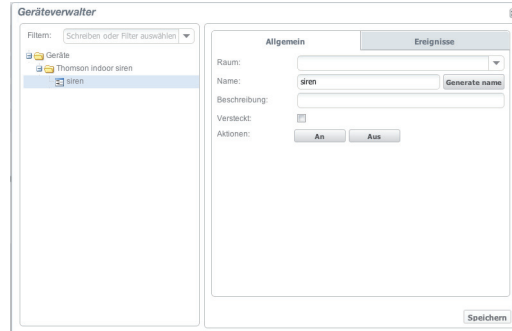 Geräteverwalter
Filtern: Schreiben oder Filter auswählen
Geräte
Thomson indoor siren
siren
Allgemein Ereignisse
Raum:
Name: siren Generate name
Beschreibung:
Versteckt:
Aktionen: An Aus
Speichern